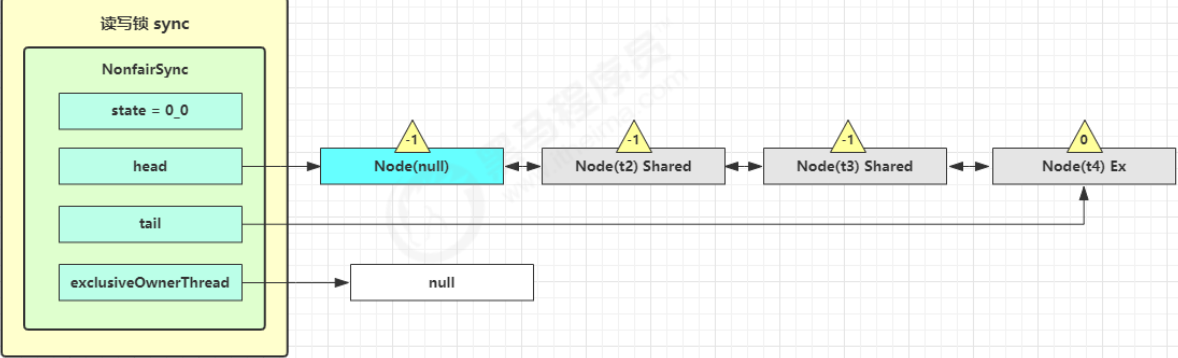 读写锁 sync
NonfairSync
state = 0_0
head
tail
exclusiveOwnerThread
-1
Node(null)
-1
Node(t2) Shared
-1
Node(t3) Shared
0
Node(t4) Ex
null
黑马程序员
www.itheima.com